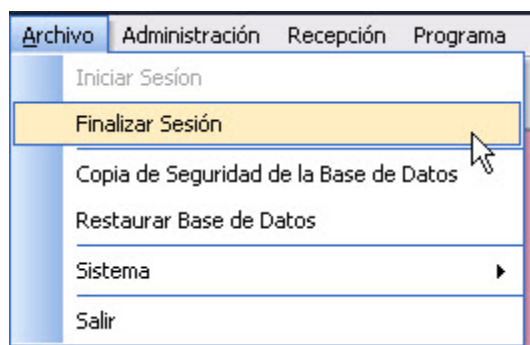 Archivo Administración Recepción Programa
Iniciar Sesíon
Finalizar Sesión
Copia de Seguridad de la Base de Datos
Restaurar Base de Datos
Sistema
Salir